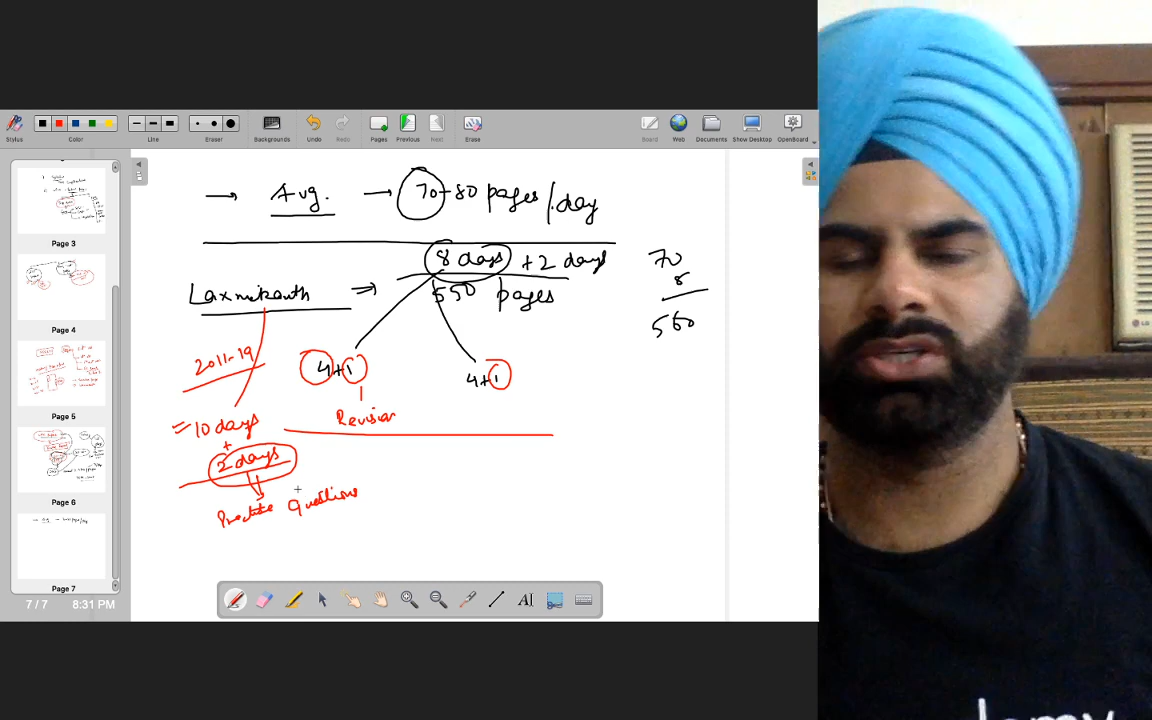 Stylus
Color
Line
Eraser
Backgrounds
Undo
Redo
Pages
Previous
Next
Erase
Board
Web
Documents
Show Desktop
OpenBoard
→ Aug. → 70-80 pages/day
8 days + 2 days
70
8
560
Laxmikanth ⇒ 550 pages
2011-19
4+1
4+1
Revision
= 10 days
+
2 days
Practice Questions
Page 3
Page 4
Page 5
Page 6
Page 7
7 / 7 8:31 PM
AI